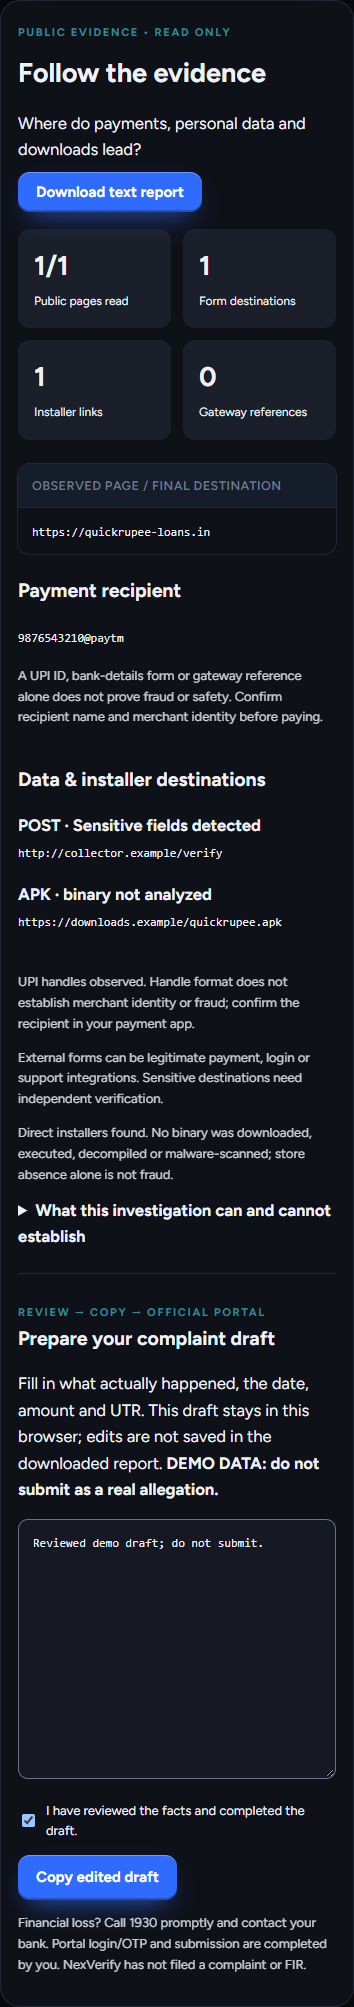 PUBLIC EVIDENCE • READ ONLY
Follow the evidence
Where do payments, personal data and
downloads lead?
Download text report
1/1
Public pages read
1
Form destinations
1
Installer links
0
Gateway references
OBSERVED PAGE / FINAL DESTINATION
https://quickrupee-loans.in
Payment recipient
9876543210@paytm
A UPI ID, bank-details form or gateway reference
alone does not prove fraud or safety. Confirm
recipient name and merchant identity before paying.
Data & installer destinations
POST · Sensitive fields detected
http://collector.example/verify
APK · binary not analyzed
https://downloads.example/quickrupee.apk
UPI handles observed. Handle format does not
establish merchant identity or fraud; confirm the
recipient in your payment app.
External forms can be legitimate payment, login or
support integrations. Sensitive destinations need
independent verification.
Direct installers found. No binary was downloaded,
executed, decompiled or malware-scanned; store
absence alone is not fraud.
▶ What this investigation can and cannot
establish
REVIEW → COPY → OFFICIAL PORTAL
Prepare your complaint draft
Fill in what actually happened, the date,
amount and UTR. This draft stays in this
browser; edits are not saved in the
downloaded report. DEMO DATA: do not
submit as a real allegation.
Reviewed demo draft; do not submit.
I have reviewed the facts and completed the
draft.
Copy edited draft
Financial loss? Call 1930 promptly and contact your
bank. Portal login/OTP and submission are completed
by you. NexVerify has not filed a complaint or FIR.